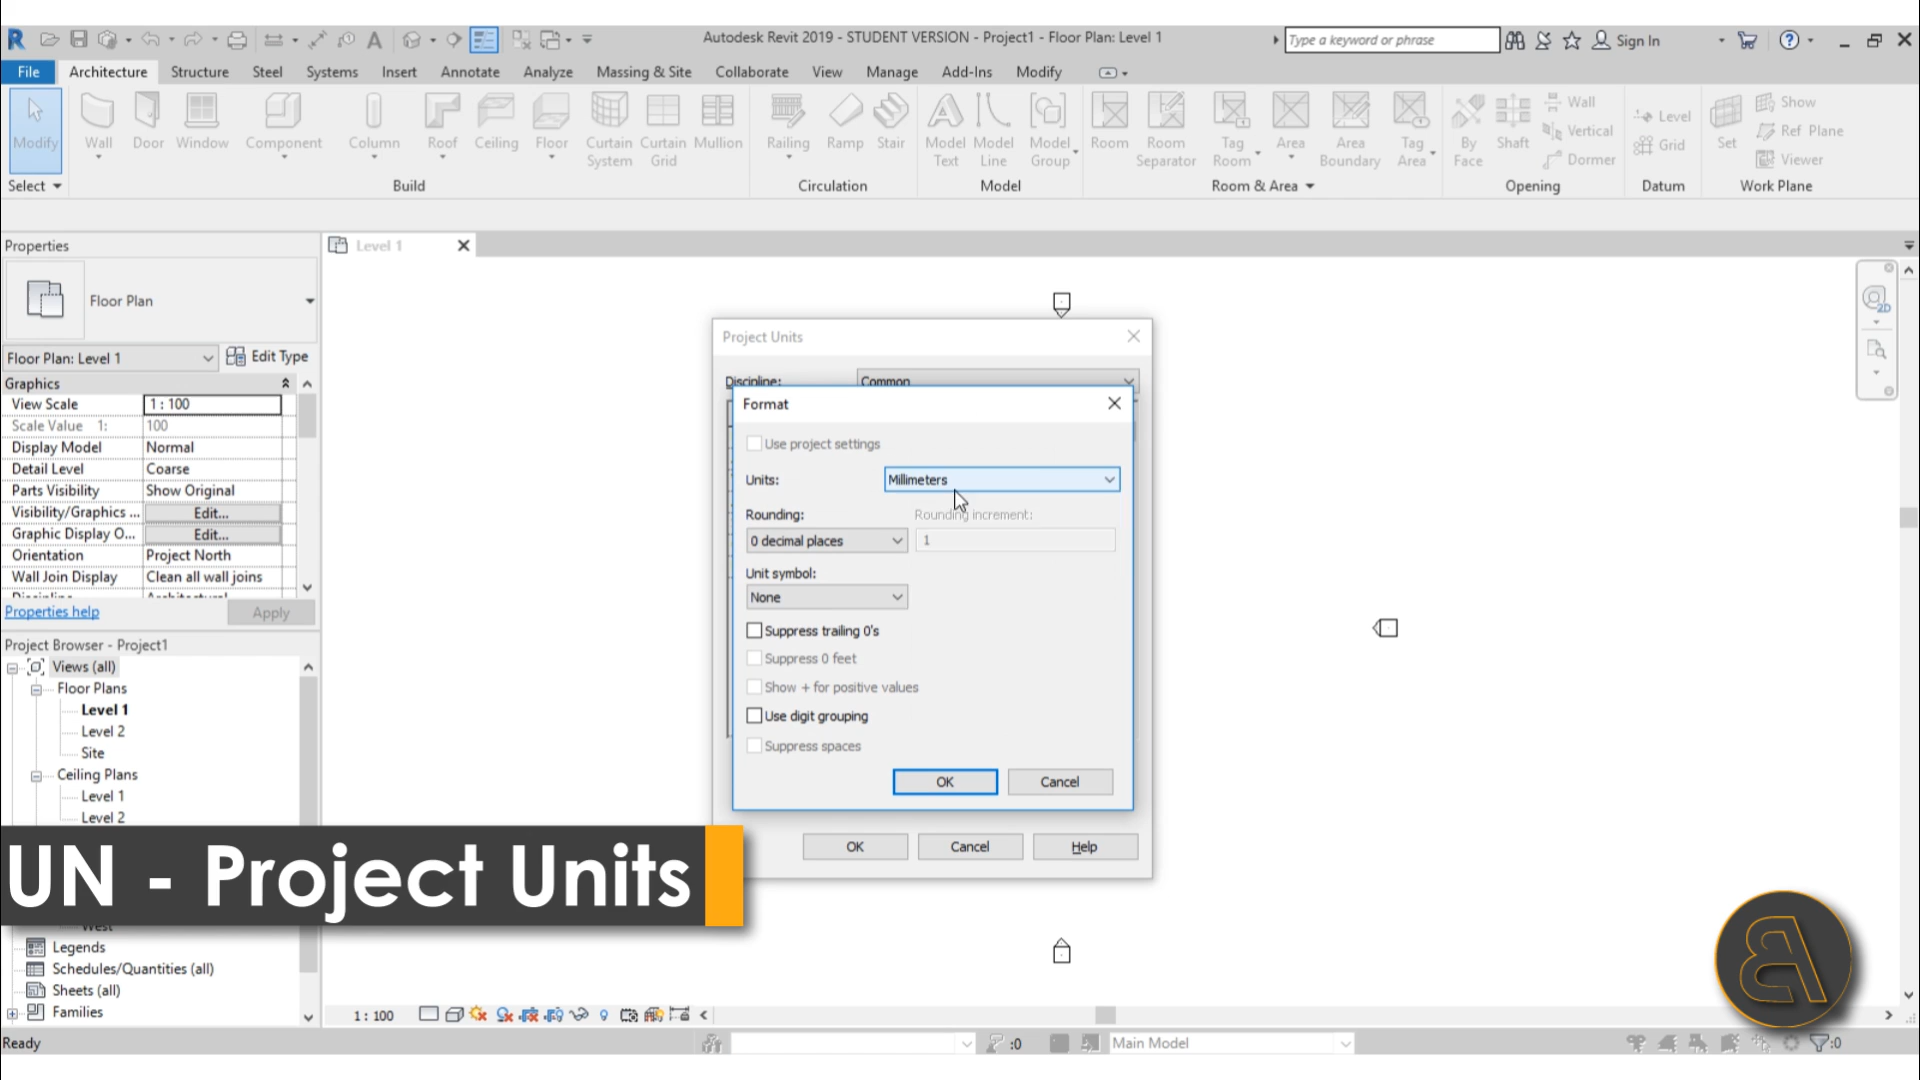 Autodesk Revit 2019 - STUDENT VERSION - Project1 - Floor Plan: Level 1
Type a keyword or phrase
Sign In
File Architecture Structure Steel Systems Insert Annotate Analyze Massing & Site Collaborate View Manage Add-Ins Modify
Modify Wall Door Window Component Column Roof Ceiling Floor Curtain System Curtain Grid Mullion Railing Ramp Stair Model Text Model Line Model Group Room Room Separator Tag Room Area Area Boundary Tag Area By Face Shaft Wall Vertical Dormer Level Grid Set Show Ref Plane Viewer
Select Build Circulation Model Room & Area Opening Datum Work Plane
Properties
Level 1
Floor Plan
Floor Plan: Level 1 Edit Type
Graphics
View Scale 1 : 100
Scale Value 1: 100
Display Model Normal
Detail Level Coarse
Parts Visibility Show Original
Visibility/Graphics ... Edit...
Graphic Display O... Edit...
Orientation Project North
Wall Join Display Clean all wall joins
Discipline Architectural
Properties help Apply
Project Browser - Project1
Views (all)
Floor Plans
Level 1
Level 2
Site
Ceiling Plans
Level 1
Level 2
West
Legends
Schedules/Quantities (all)
Sheets (all)
Families
Project Units
Discipline: Common
Format
Use project settings
Units: Millimeters
Rounding: Rounding increment:
0 decimal places 1
Unit symbol:
None
Suppress trailing 0's
Suppress 0 feet
Show + for positive values
Use digit grouping
Suppress spaces
OK Cancel
OK Cancel Help
UN - Project Units
2D
1 : 100
Ready
:0
Main Model
:0